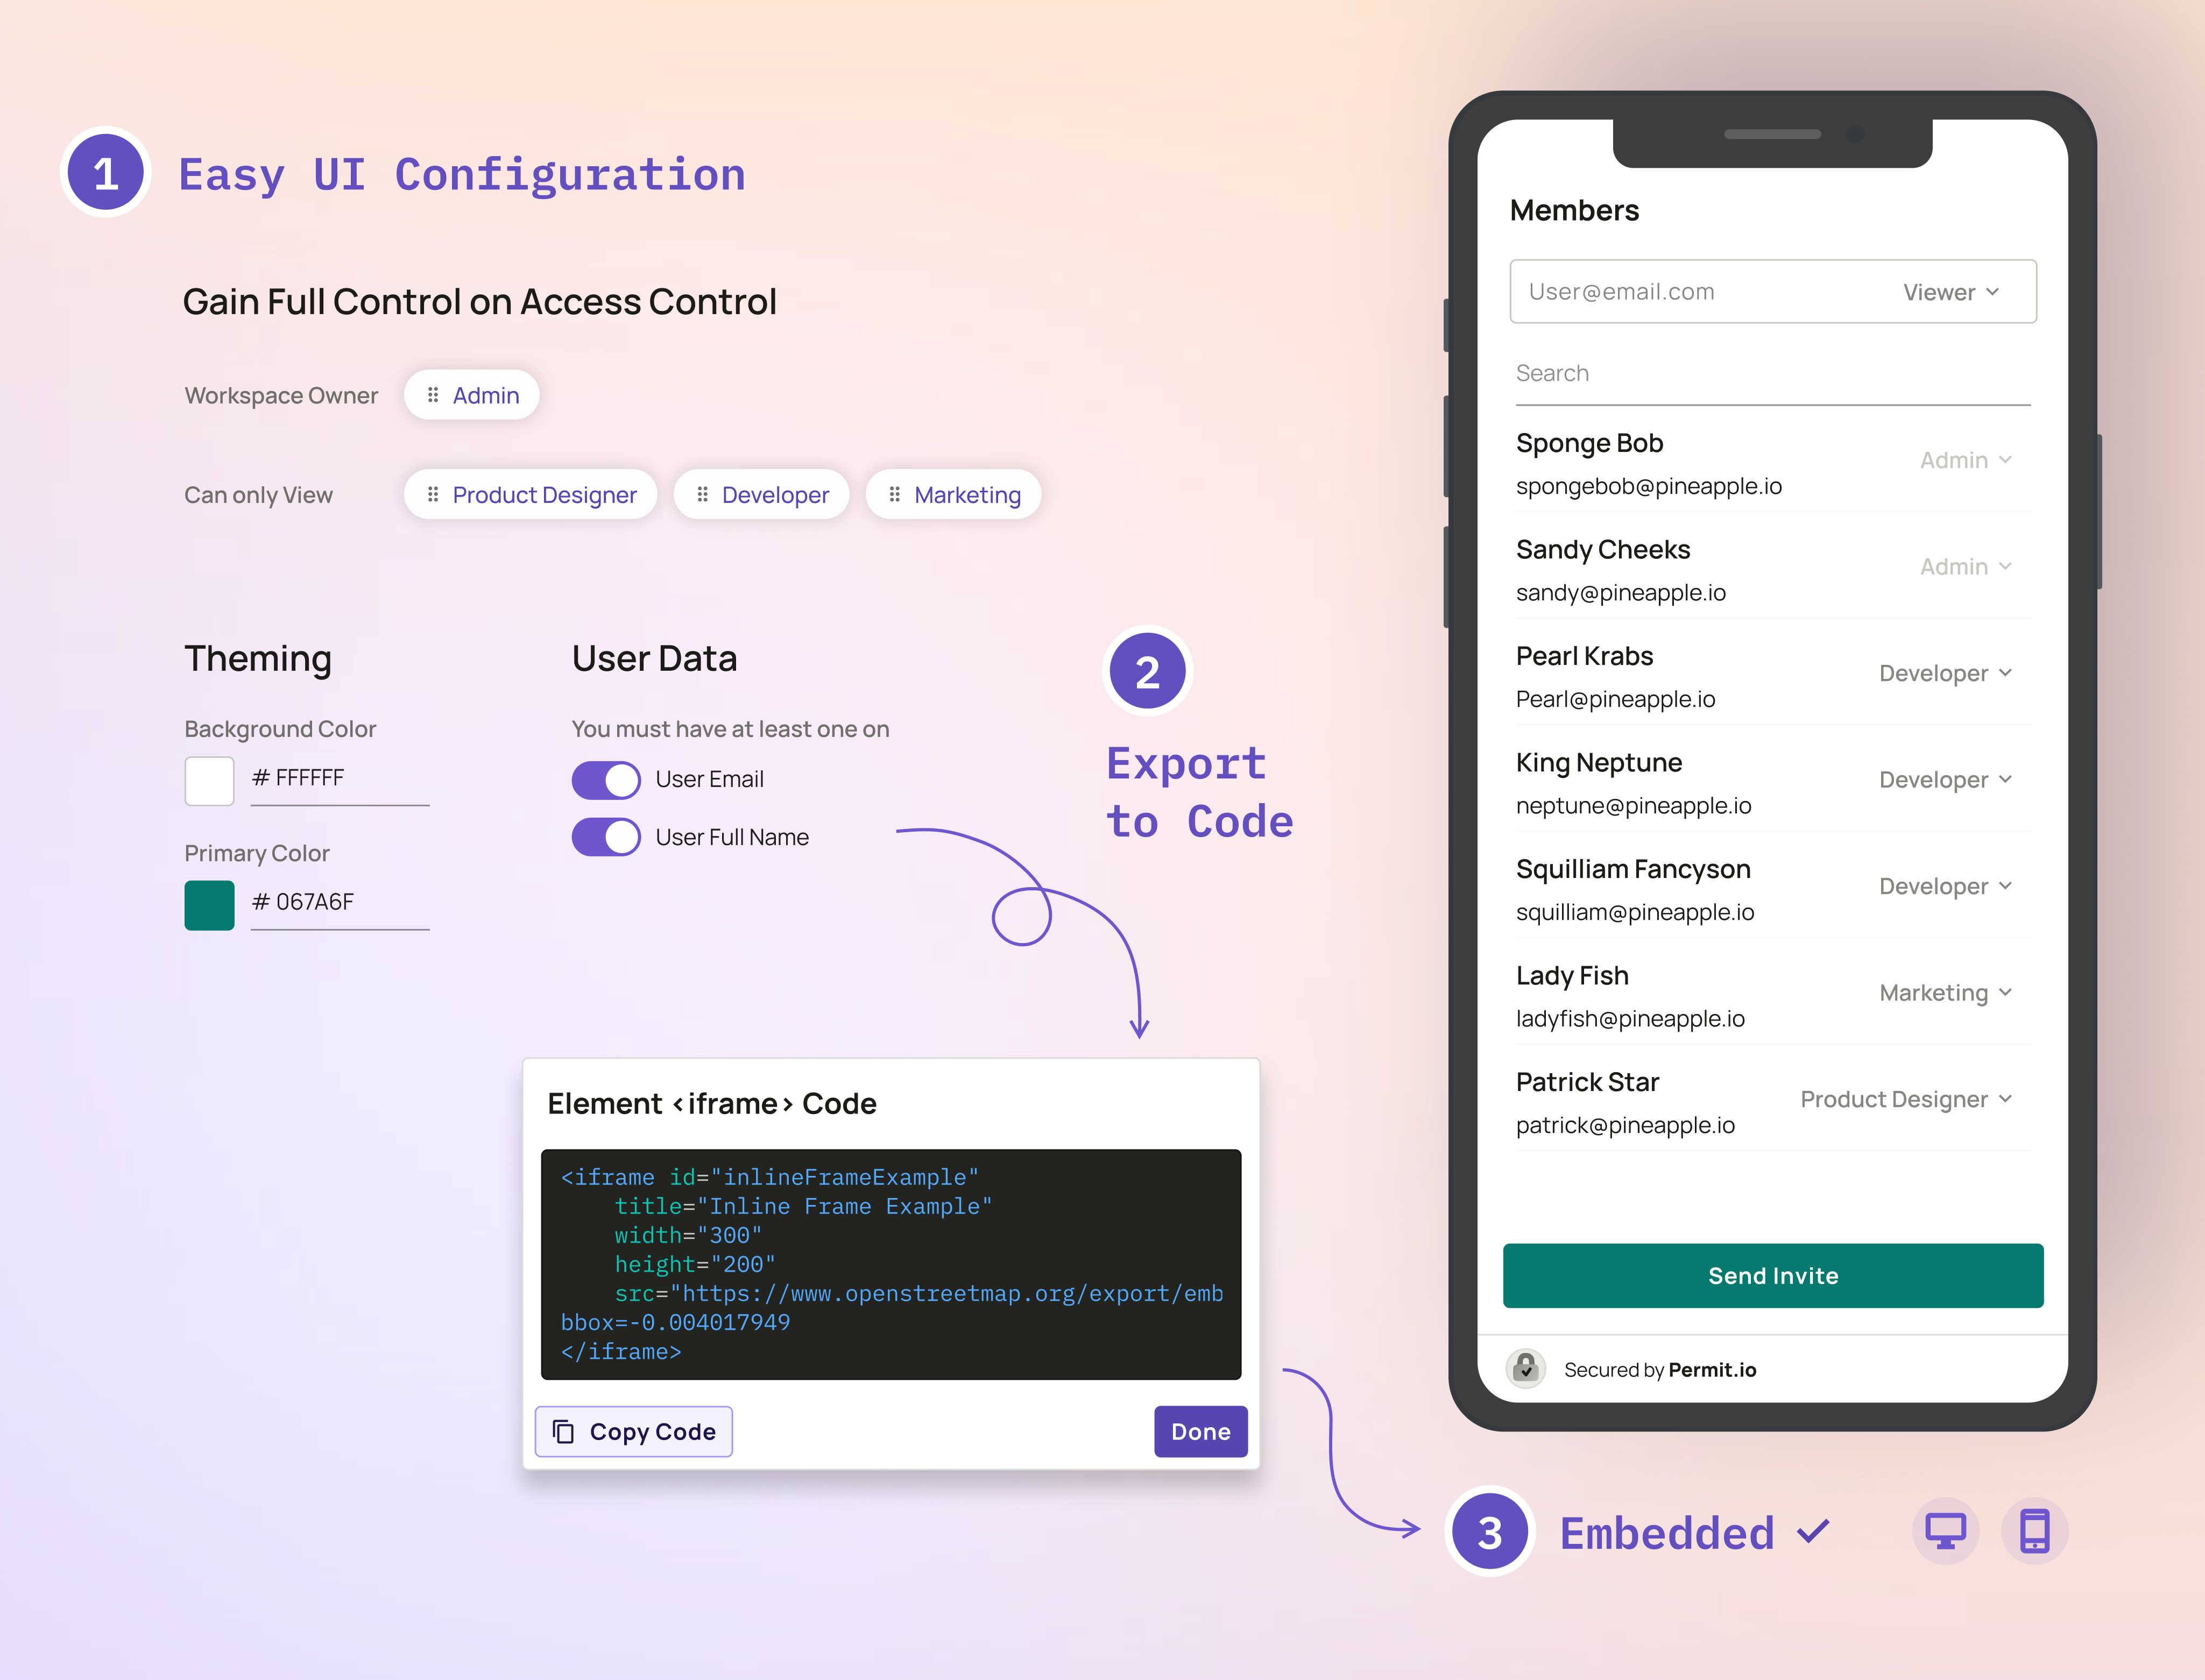 1 Easy UI Configuration
Gain Full Control on Access Control
Workspace Owner Admin
Can only View Product Designer Developer Marketing
Theming
Background Color
# FFFFFF
Primary Color
# 067A6F
User Data
You must have at least one on
User Email
User Full Name
2
Export
to Code
Element <iframe> Code
<iframe id="inlineFrameExample"
title="Inline Frame Example"
width="300"
height="200"
src="https://www.openstreetmap.org/export/emb
bbox=-0.004017949
</iframe>
Copy Code Done
Members
User@email.com Viewer
Search
Sponge Bob
Admin
spongebob@pineapple.io
Sandy Cheeks
Admin
sandy@pineapple.io
Pearl Krabs
Developer
Pearl@pineapple.io
King Neptune
Developer
neptune@pineapple.io
Squilliam Fancyson
Developer
squilliam@pineapple.io
Lady Fish
Marketing
ladyfish@pineapple.io
Patrick Star
Product Designer
patrick@pineapple.io
Send Invite
Secured by Permit.io
3 Embedded